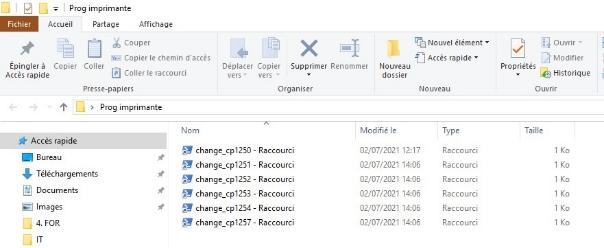 Prog imprimante
Fichier Accueil Partage Affichage
Épingler à Accès rapide
Copier
Coller
Couper
Copier le chemin d'accès
Coller le raccourci
Presse-papiers
Déplacer vers
Copier vers
Supprimer
Renommer
Organiser
Nouveau dossier
Nouvel élément
Accès rapide
Nouveau
Propriétés
Ouvrir
Modifier
Historique
Ouvrir
> Prog imprimante
Accès rapide
Bureau
Téléchargements
Documents
Images
4. FOR
IT
Nom Modifié le Type Taille
change_cp1250 - Raccourci 02/07/2021 12:17 Raccourci 1 Ko
change_cp1251 - Raccourci 02/07/2021 14:06 Raccourci 1 Ko
change_cp1252 - Raccourci 02/07/2021 14:06 Raccourci 1 Ko
change_cp1253 - Raccourci 02/07/2021 14:06 Raccourci 1 Ko
change_cp1254 - Raccourci 02/07/2021 14:06 Raccourci 1 Ko
change_cp1257 - Raccourci 02/07/2021 14:06 Raccourci 1 Ko